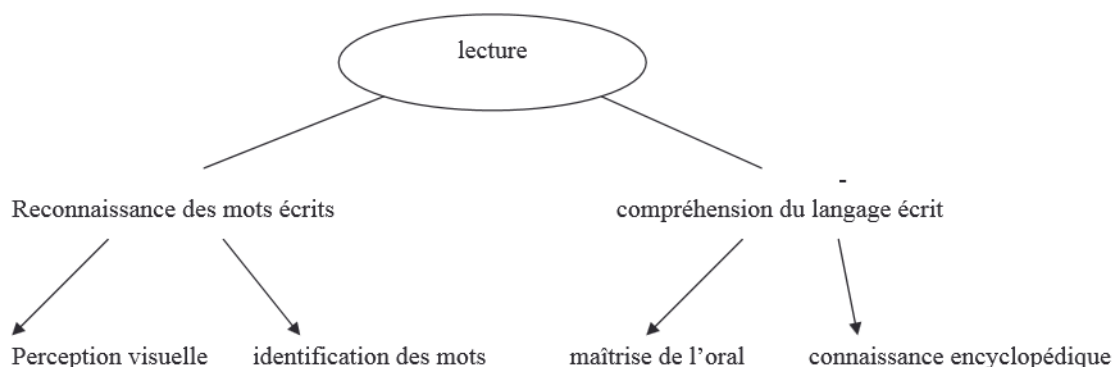 lecture
Reconnaissance des mots écrits
compréhension du langage écrit
Perception visuelle
identification des mots
maîtrise de l’oral
connaissance encyclopédique